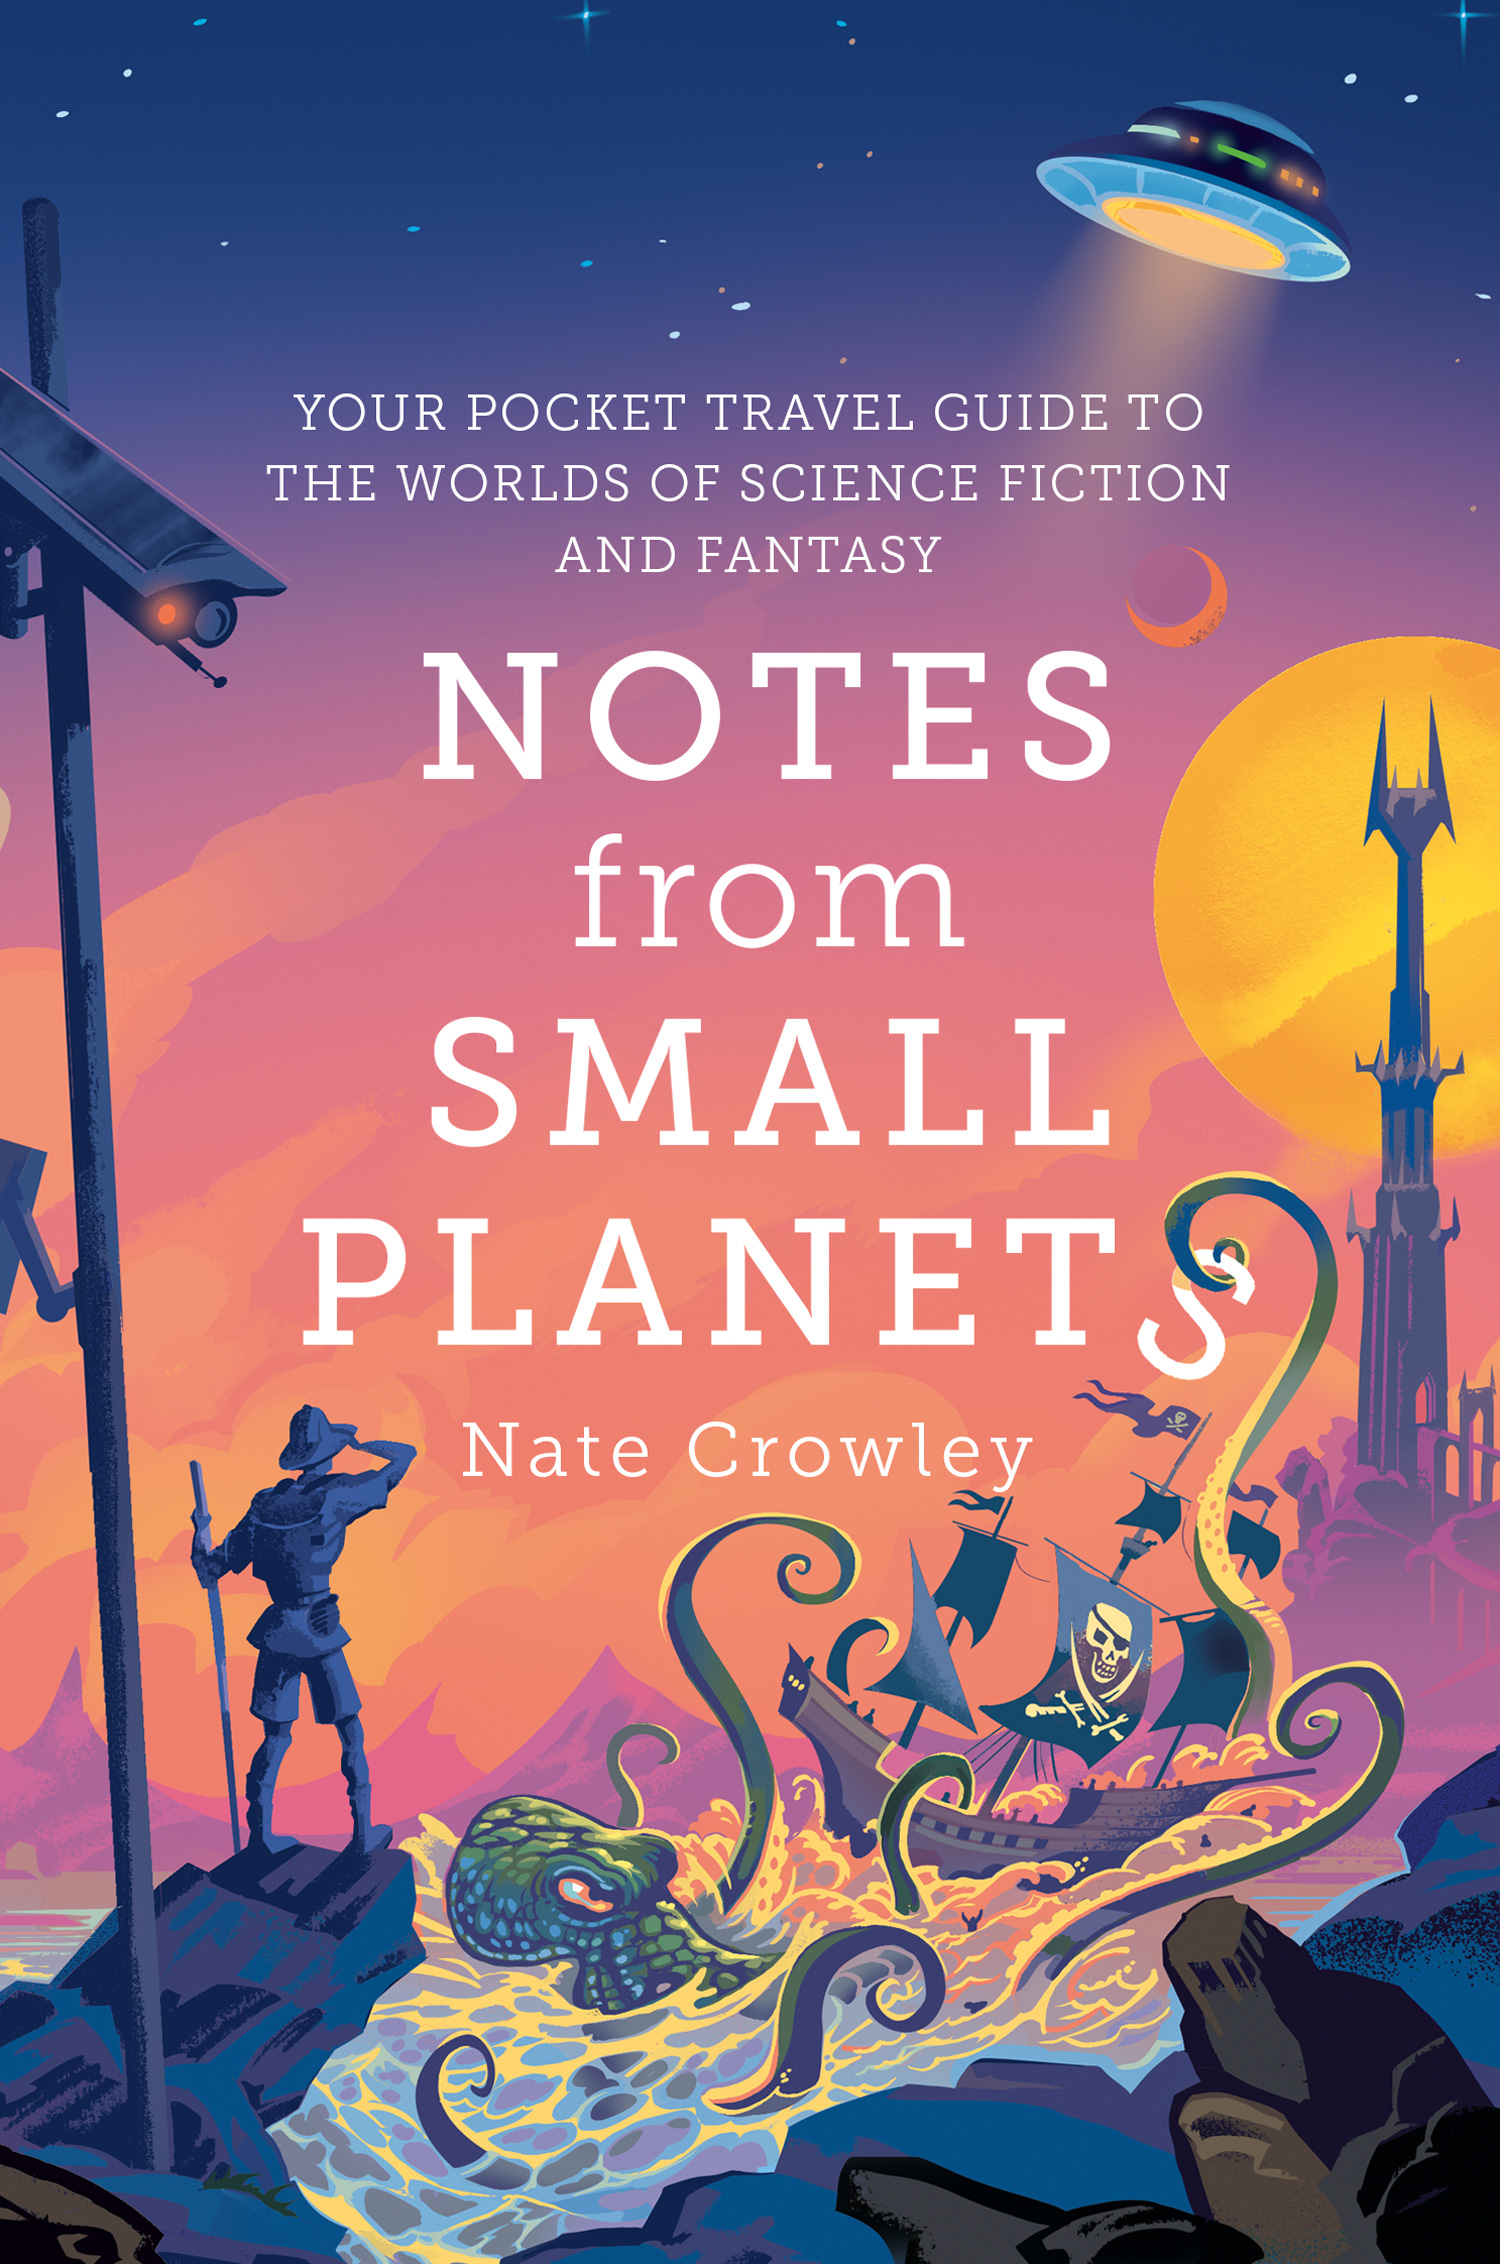 YOUR POCKET TRAVEL GUIDE TO
THE WORLDS OF SCIENCE FICTION
AND FANTASY
NOTES
from
SMALL
PLANETS
Nate Crowley